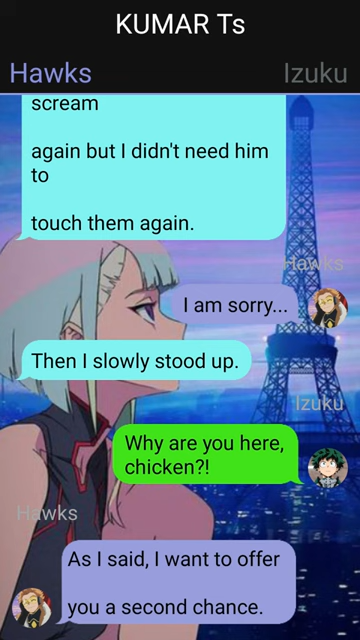 KUMAR Ts
Hawks Izuku
scream
again but I didn't need him
to
touch them again.
Hawks
I am sorry...
Then I slowly stood up.
Izuku
Why are you here,
chicken?!
Hawks
As I said, I want to offer
you a second chance.